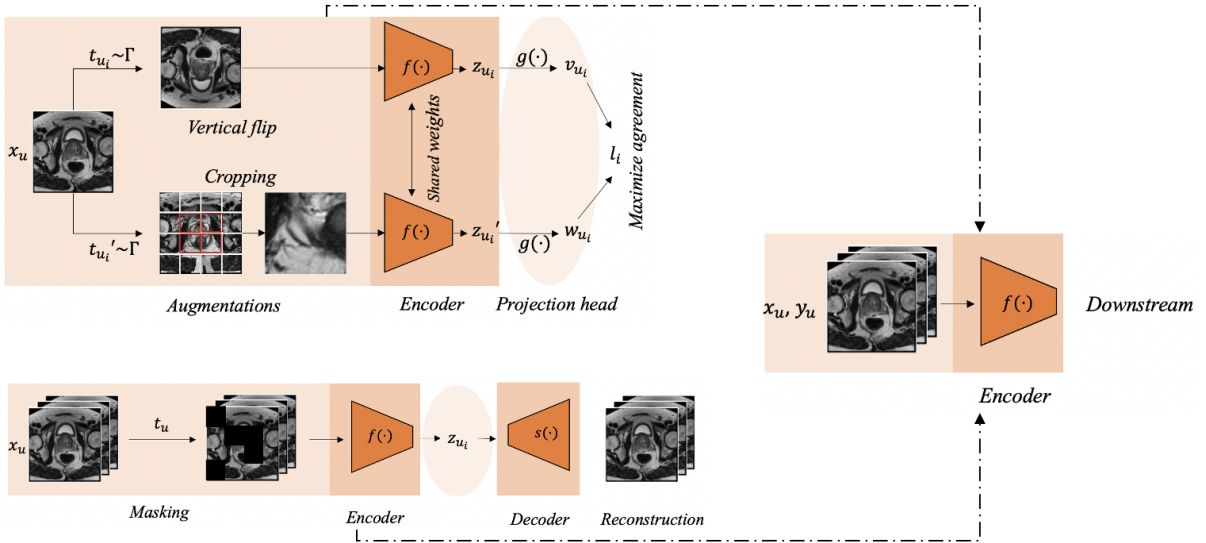 t_{u_i}~Γ
f(·)
z_{u_i}
g(·)
v_{u_i}
Vertical flip
x_u
Shared weights
l_i
Maximize agreement
Cropping
t_{u_i}'~Γ
f(·)
z_{u_i}'
g(·)
w_{u_i}
Augmentations
Encoder
Projection head
x_u, y_u
f(·)
Downstream
Encoder
x_u
t_u
f(·)
z_{u_i}
s(·)
Masking
Encoder
Decoder
Reconstruction